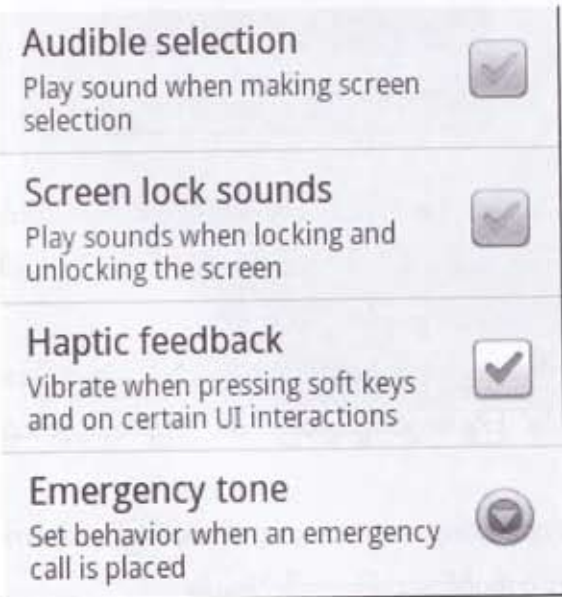 Audible selection
Play sound when making screen
selection
Screen lock sounds
Play sounds when locking and
unlocking the screen
Haptic feedback
Vibrate when pressing soft keys
and on certain UI interactions
Emergency tone
Set behavior when an emergency
call is placed